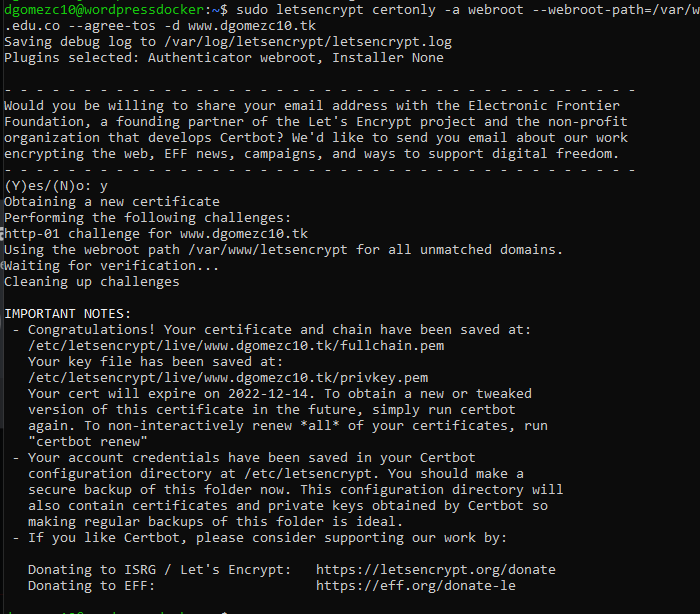 dgomezc10@wordpressdocker:~$ sudo letsencrypt certonly -a webroot --webroot-path=/var/w
.edu.co --agree-tos -d www.dgomezc10.tk
Saving debug log to /var/log/letsencrypt/letsencrypt.log
Plugins selected: Authenticator webroot, Installer None
- - - - - - - - - - - - - - - - - - - - - - - - - - - - - - - - - - - - - - - -
Would you be willing to share your email address with the Electronic Frontier
Foundation, a founding partner of the Let's Encrypt project and the non-profit
organization that develops Certbot? We'd like to send you email about our work
encrypting the web, EFF news, campaigns, and ways to support digital freedom.
- - - - - - - - - - - - - - - - - - - - - - - - - - - - - - - - - - - - - - - -
(Y)es/(N)o: y
Obtaining a new certificate
Performing the following challenges:
http-01 challenge for www.dgomezc10.tk
Using the webroot path /var/www/letsencrypt for all unmatched domains.
Waiting for verification...
Cleaning up challenges
IMPORTANT NOTES:
- Congratulations! Your certificate and chain have been saved at:
/etc/letsencrypt/live/www.dgomezc10.tk/fullchain.pem
Your key file has been saved at:
/etc/letsencrypt/live/www.dgomezc10.tk/privkey.pem
Your cert will expire on 2022-12-14. To obtain a new or tweaked
version of this certificate in the future, simply run certbot
again. To non-interactively renew *all* of your certificates, run
"certbot renew"
- Your account credentials have been saved in your Certbot
configuration directory at /etc/letsencrypt. You should make a
secure backup of this folder now. This configuration directory will
also contain certificates and private keys obtained by Certbot so
making regular backups of this folder is ideal.
- If you like Certbot, please consider supporting our work by:
Donating to ISRG / Let's Encrypt: https://letsencrypt.org/donate
Donating to EFF: https://eff.org/donate-le